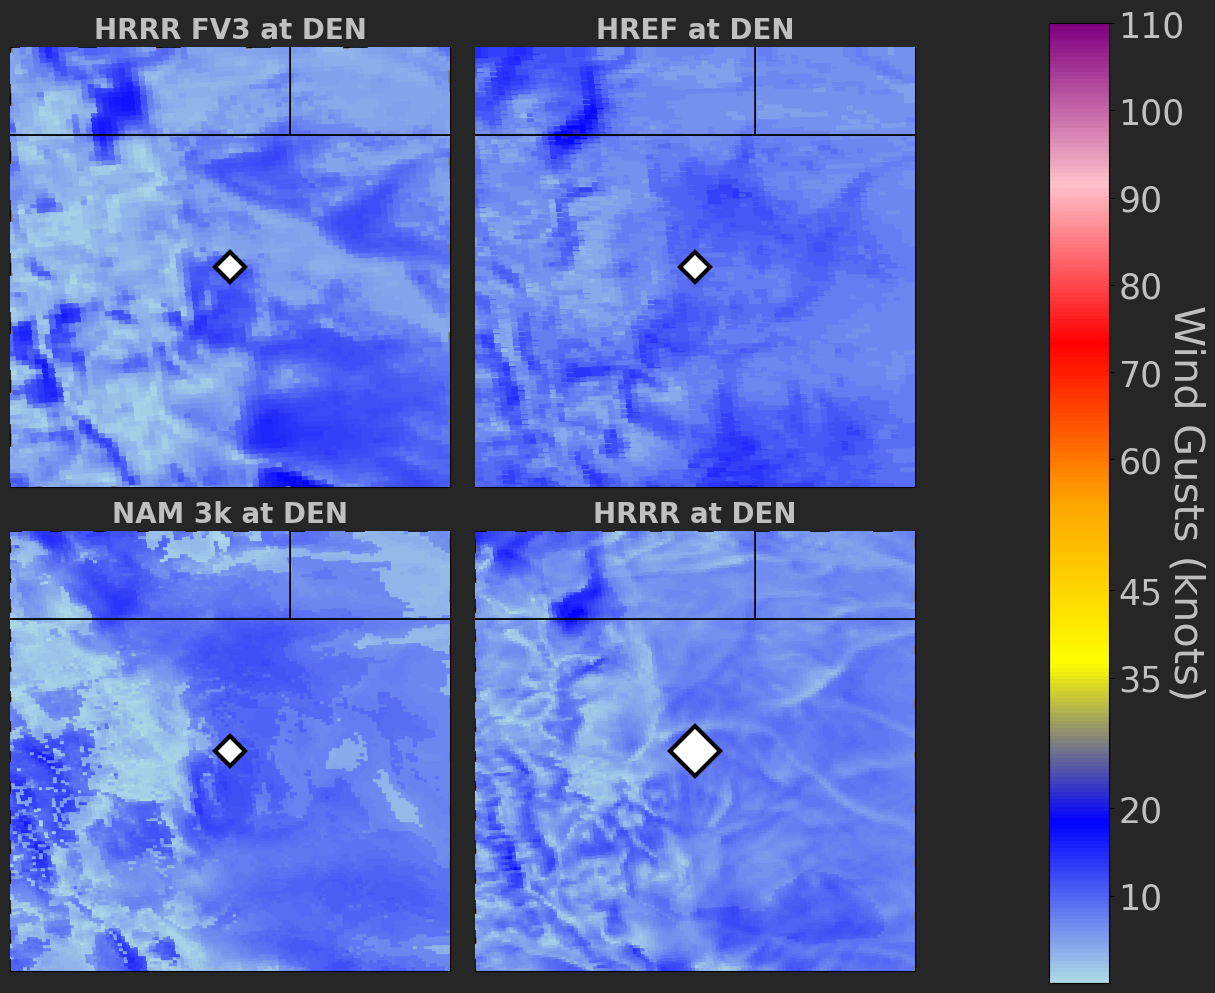 HRRR FV3 at DEN
HREF at DEN
NAM 3k at DEN
HRRR at DEN
110
100
90
80
70
60
45
35
20
10
Wind Gusts (knots)